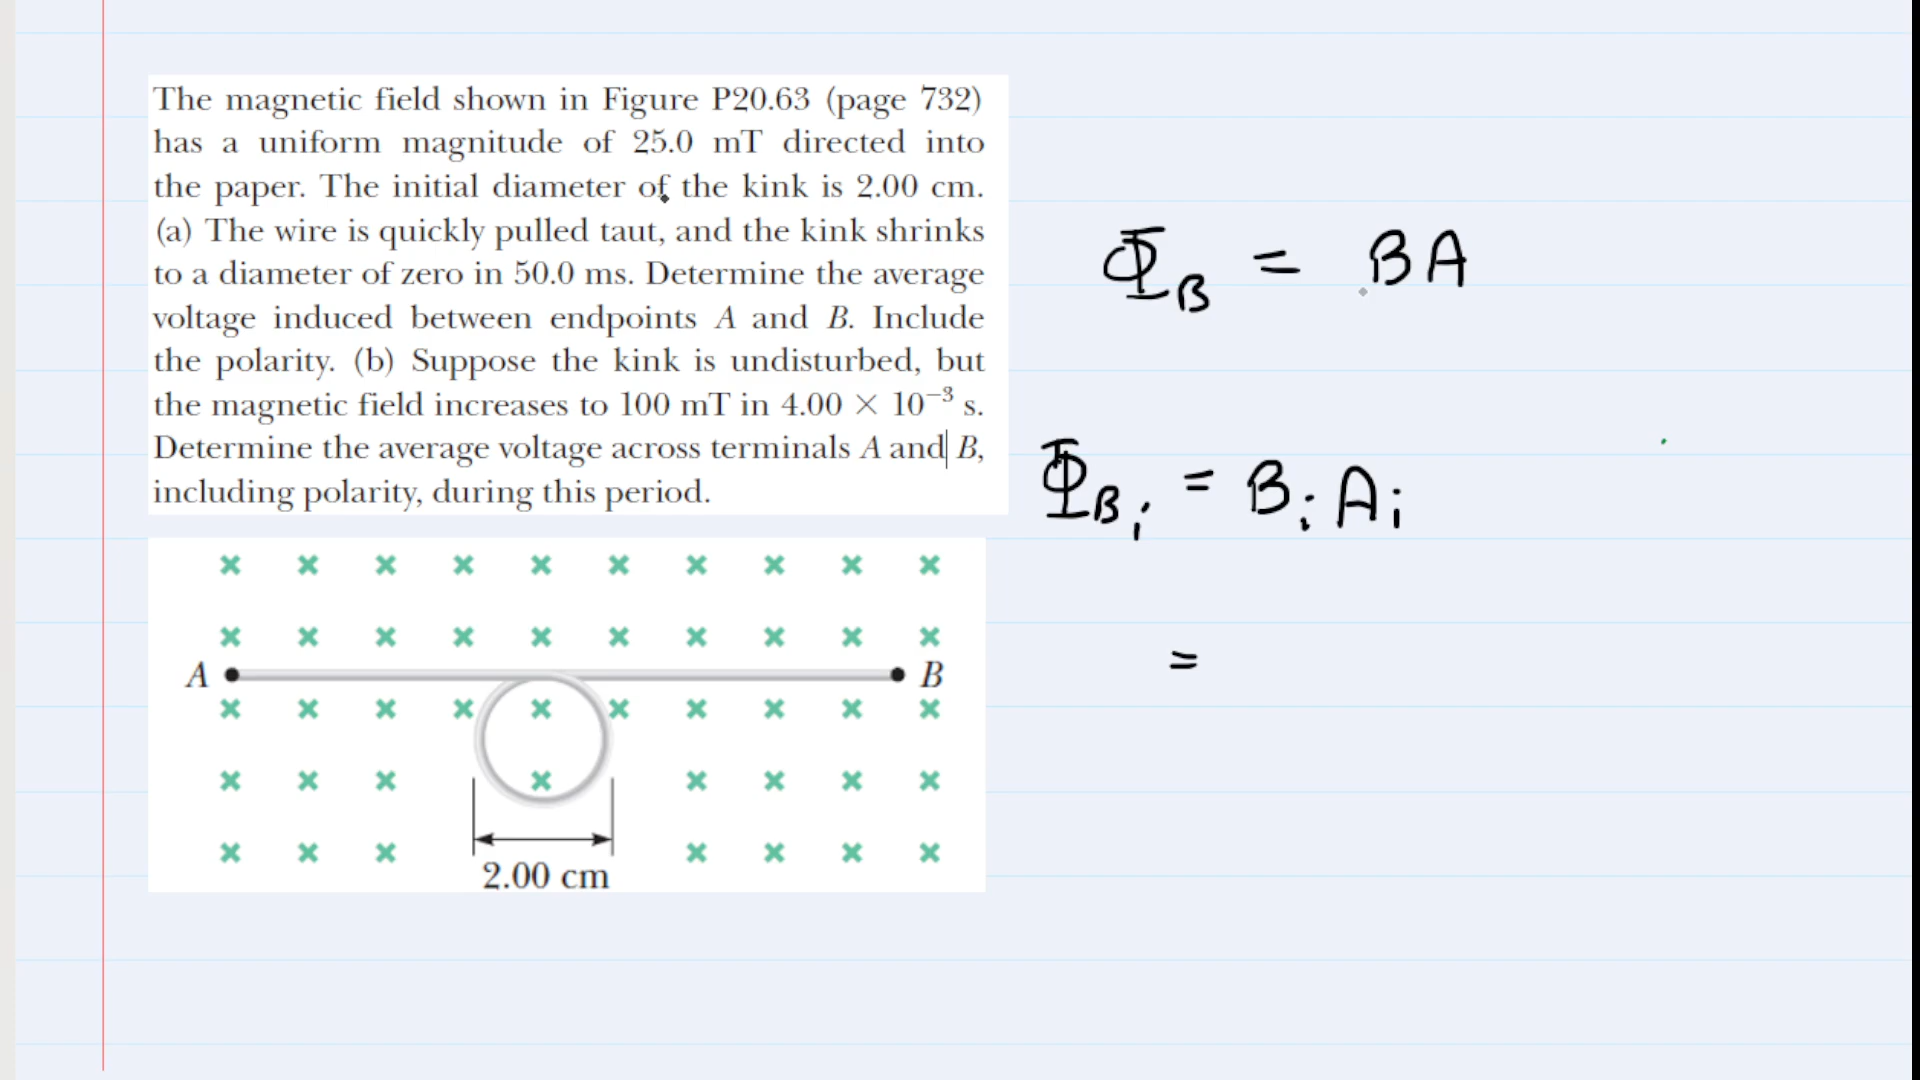 The magnetic field shown in Figure P20.63 (page 732)
has a uniform magnitude of 25.0 mT directed into
the paper. The initial diameter of the kink is 2.00 cm.
(a) The wire is quickly pulled taut, and the kink shrinks
to a diameter of zero in 50.0 ms. Determine the average
voltage induced between endpoints A and B. Include
the polarity. (b) Suppose the kink is undisturbed, but
the magnetic field increases to 100 mT in 4.00 × 10⁻³ s.
Determine the average voltage across terminals A and B,
including polarity, during this period.
A B
2.00 cm
Φ_B = BA
Φ_Bi = B_i A_i
=